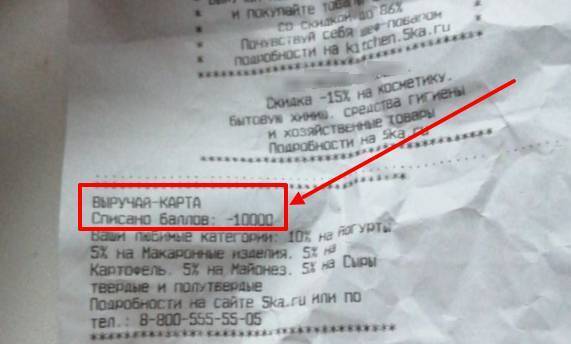 и покупайте товары
со скидкой до 86%
Почувствуй себя шеф-поваром
Подробности на kitchen.5ka.ru
*******************************
Скидка -15% на косметику,
бытовую химию, средства гигиены
и хозяйственные товары
Подробности на 5ka.ru
*******************************
ВЫРУЧАЙ-КАРТА
Списано баллов: -10000
Ваши любимые категории: 10% на Йогурты,
5% на Макаронные изделия, 5% на
Картофель, 5% на Майонез, 5% на Сыры
твердые и полутвердые
Подробности на сайте 5ka.ru или по
тел.: 8-800-555-55-05
*******************************